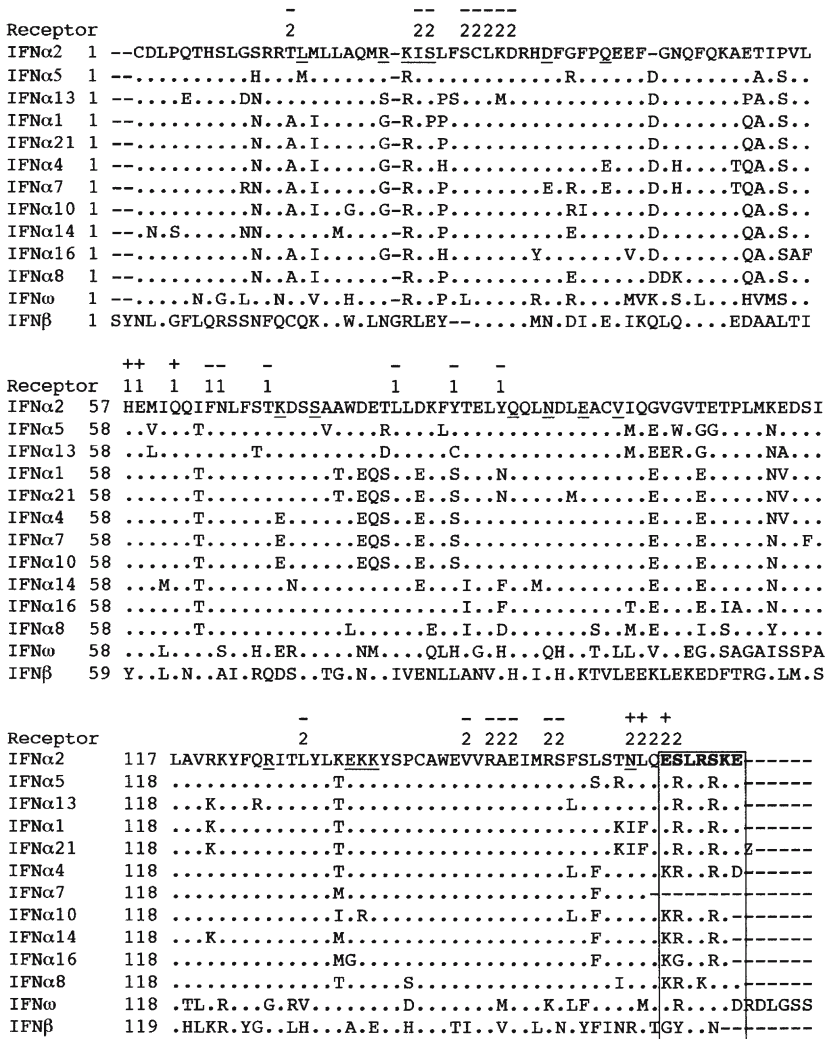 - -- -----
Receptor 2 22 22222
IFNα2 1 --CDLPQTHSLGSRRTLMLLAQMR-KISLFSCLKDRHDFGFPQEEF-GNQFQKAETIPVL
IFNα5 1 --..........H...M........-R.............R......D........A.S..
IFNα13 1 --....E....DN..........S-R..PS...M............D.......PA.S..
IFNα1 1 --..........N..A.I.....G-R.PP.................D.......QA.S..
IFNα21 1 --..........N..A.I.....G-R..P.................D.......QA.S..
IFNα4 1 --..........N..A.I.....G-R..H.............E...D.H....TQA.S..
IFNα7 1 --.........RN..A.I.....G-R..P........E.R..E...D.H....TQA.S..
IFNα10 1 --..........N..A.I..G..G-R..P..........RI.....D.......QA.S..
IFNα14 1 --.N.S.....NN......M.....-R..P..........E......D.......QA.S..
IFNα16 1 --..........N..A.I.....G-R..H.......Y.......V.D.......QA.SAF
IFNα8 1 --..........N..A.I.......-R..P..........E......DDK.....QA.S..
IFNω 1 --.....N.G.L..N..V..H...-R..P.L.....R..R....MVK.S.L...HVMS..
IFNβ 1 SYNL.GFLQRSSNFQCQK..W.LNGRLEY--.....MN.DI.E.IKQLQ....EDAALTI
++ + -- - - - -
Receptor 11 1 11 1 1 1 1
IFNα2 57 HEMIQQIFNLFSTKDSSAAWDETLLDKFYTELYQQLNDLEACVIQGVGVTETPLMKEDSI
IFNα5 58 ..V...T..........V....R....L...............M.E.W.GG.....N....
IFNα13 58 ..L........T..........D.....C..............M.EER.G......NA...
IFNα1 58 ......T...........T.EQS..E..S...N............E...E......NV...
IFNα21 58 ......T...........T.EQS..E..S...N.....M......E...E......NV...
IFNα4 58 ......T......E......EQS..E..S................E...E......NV...
IFNα7 58 ......T......E......EQS..E..S................E...E......N..F.
IFNα10 58 ......T......E......EQS..E..S................E...E......N....
IFNα14 58 ...M..T.......N..........E...I..F..M.........E...E......N....
IFNα16 58 ......T......................I..F..........T.E...E.IA...N....
IFNα8 58 ......T............L......E..I..D.......S..M.E...I.S....Y....
IFNω 58 ...L....S..H.ER.....NM....QLH.G.H...QH..T.LL.V..EG.SAGAISSPA
IFNβ 59 Y..L.N..AI.RQDS..TG.N..IVENLLANV.H.I.H.KTVLEEKLEKEDFTRG.LM.S
- - --- -- ++ +
Receptor 2 2 222 22 22222
IFNα2 117 LAVRKYFQRITLYLKEKKYSPCAWEVVRAEIMRSFSLSTNLQESLRSKE------
IFNα5 118 ...............T......................S.R....R..R..------
IFNα13 118 ...K....R.........................L.........R..R..------
IFNα1 118 ...K...........T.......................KIF..R..R..------
IFNα21 118 ...K...........T.......................KIF..R..R..Z-----
IFNα4 118 ...............T...................L.F.....KR..R.D------
IFNα7 118 ...............M.....................F....--------------
IFNα10 118 ...............I.R.................L.F.....KR..R.-------
IFNα14 118 ...K...........M.....................F.....KR..R.-------
IFNα16 118 ...............MG....................F.....KG..R.-------
IFNα8 118 ...............T.....S.................I...KR.K...------
IFNω 118 .TL..R...G.RV.......D......M...K.LF....M...R....DRDLGSS
IFNβ 119 .HLKR.YG..LH...A.E..H...TI..V..L.N.YFINR.TGY..N--------